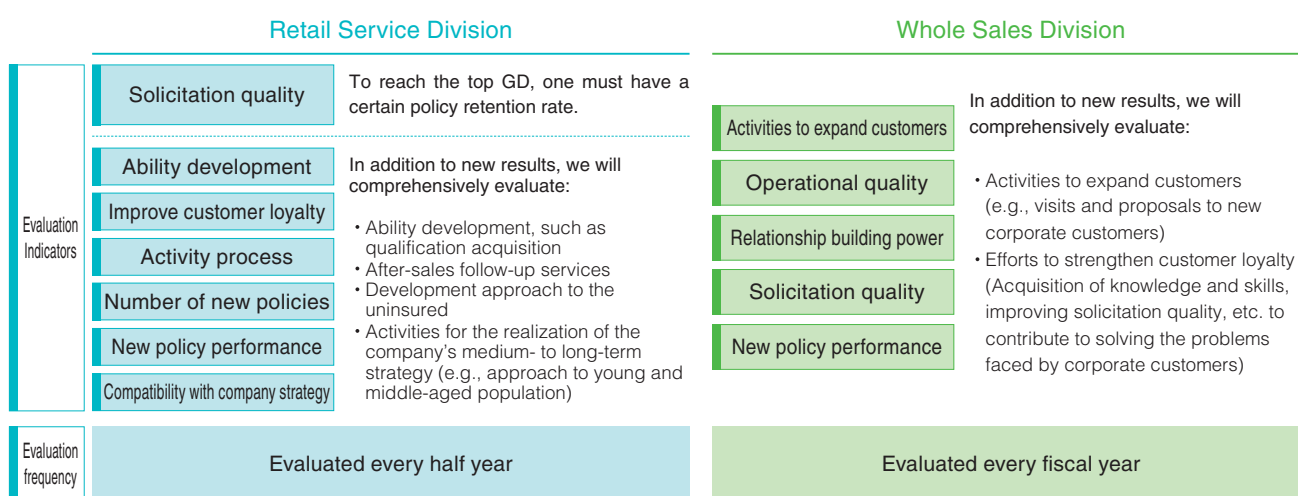 Retail Service Division
Whole Sales Division
Evaluation
Indicators
Solicitation quality
To reach the top GD, one must have a
certain policy retention rate.
Ability development
Improve customer loyalty
Activity process
Number of new policies
New policy performance
Compatibility with company strategy
In addition to new results, we will
comprehensively evaluate:
・Ability development, such as
qualification acquisition
・After-sales follow-up services
・Development approach to the
uninsured
・Activities for the realization of the
company's medium- to long-term
strategy (e.g., approach to young and
middle-aged population)
Activities to expand customers
Operational quality
Relationship building power
Solicitation quality
New policy performance
In addition to new results, we will
comprehensively evaluate:
・Activities to expand customers
(e.g., visits and proposals to new
corporate customers)
・Efforts to strengthen customer loyalty
(Acquisition of knowledge and skills,
improving solicitation quality, etc. to
contribute to solving the problems
faced by corporate customers)
Evaluation
frequency
Evaluated every half year
Evaluated every fiscal year